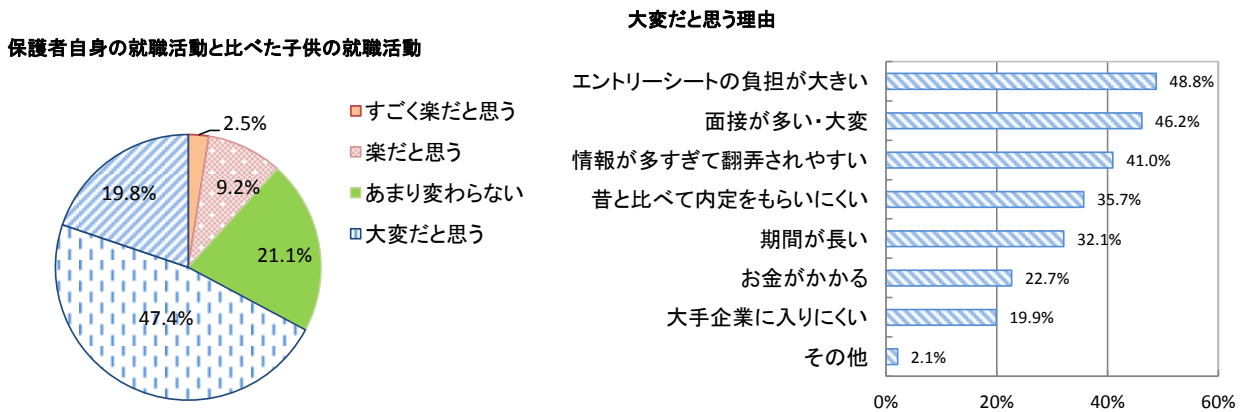 大変だと思う理由
保護者自身の就職活動と比べた子供の就職活動
すごく楽だと思う
楽だと思う
あまり変わらない
大変だと思う
2.5%
9.2%
21.1%
47.4%
19.8%
エントリーシートの負担が大きい 48.8%
面接が多い・大変 46.2%
情報が多すぎて翻弄されやすい 41.0%
昔と比べて内定をもらいにくい 35.7%
期間が長い 32.1%
お金がかかる 22.7%
大手企業に入りにくい 19.9%
その他 2.1%
0% 20% 40% 60%